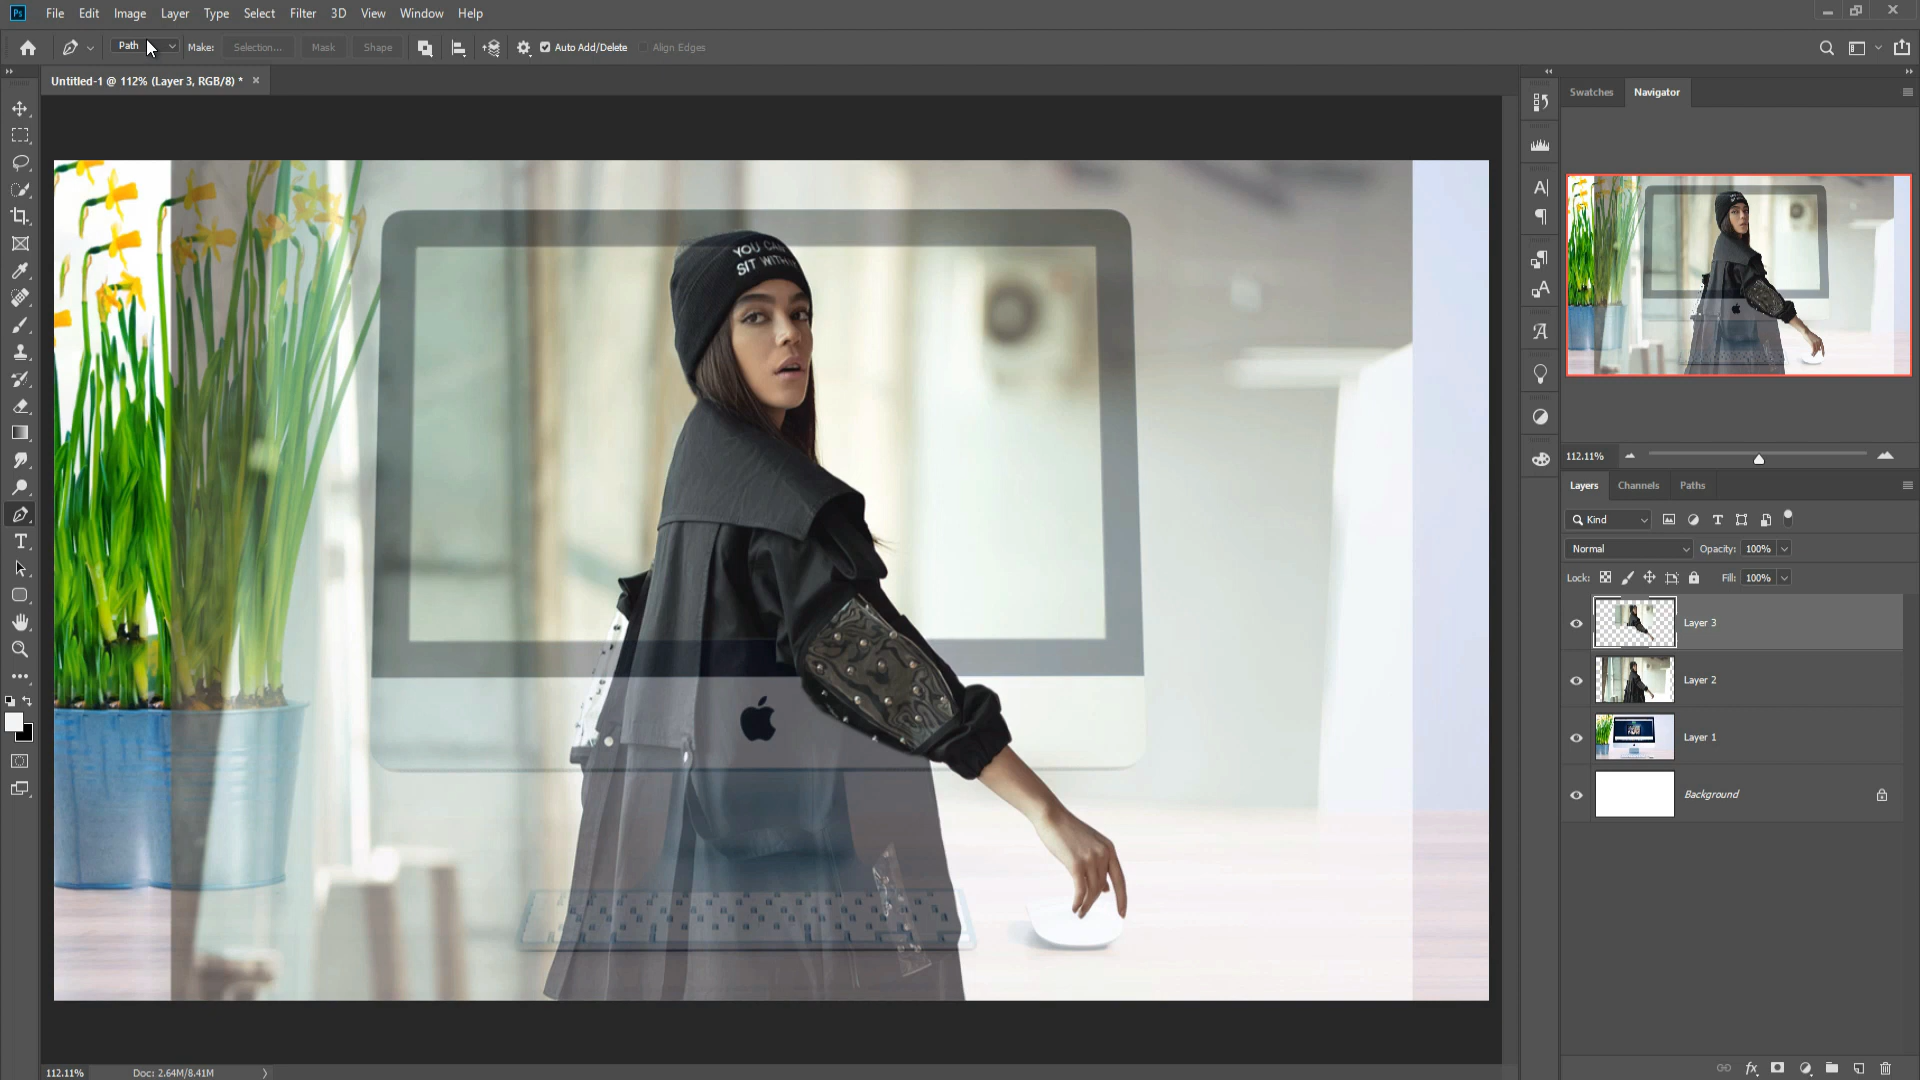 Ps File Edit Image Layer Type Select Filter 3D View Window Help
Path Make: Selection... Mask Shape Auto Add/Delete Align Edges
Untitled-1 @ 112% (Layer 3, RGB/8) *
Swatches Navigator
YOU CAN
SIT WITH
112.11%
Layers Channels Paths
Kind
Normal Opacity: 100%
Lock: Fill: 100%
Layer 3
Layer 2
Layer 1
Background
112.11% Doc: 2.64M/8.41M